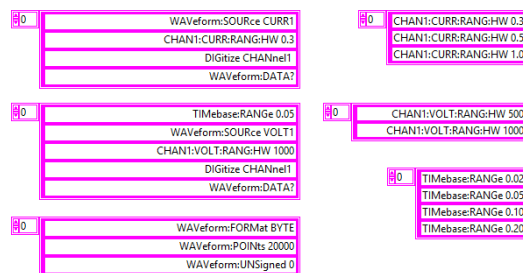 0
WAVeform:SOURce CURR1
CHAN1:CURR:RANG:HW 0.3
DIGitize CHANnel1
WAVeform:DATA?
0
CHAN1:CURR:RANG:HW 0.3
CHAN1:CURR:RANG:HW 0.5
CHAN1:CURR:RANG:HW 1.0
0
TIMebase:RANGe 0.05
WAVeform:SOURce VOLT1
CHAN1:VOLT:RANG:HW 1000
DIGitize CHANnel1
WAVeform:DATA?
0
CHAN1:VOLT:RANG:HW 500
CHAN1:VOLT:RANG:HW 1000
0
TIMebase:RANGe 0.02
TIMebase:RANGe 0.05
TIMebase:RANGe 0.10
TIMebase:RANGe 0.20
0
WAVeform:FORMat BYTE
WAVeform:POINts 20000
WAVeform:UNSigned 0